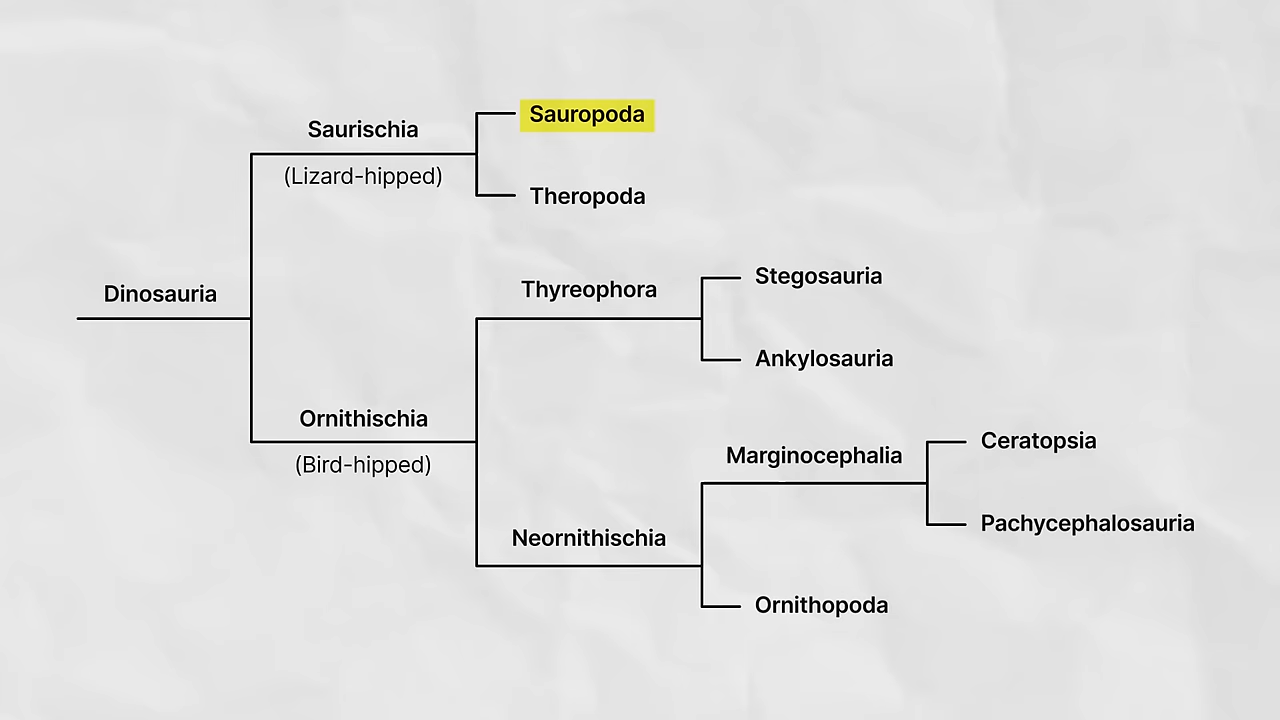 Sauropoda
Saurischia
(Lizard-hipped)
Theropoda
Stegosauria
Thyreophora
Dinosauria
Ankylosauria
Ornithischia
(Bird-hipped)
Ceratopsia
Marginocephalia
Pachycephalosauria
Neornithischia
Ornithopoda